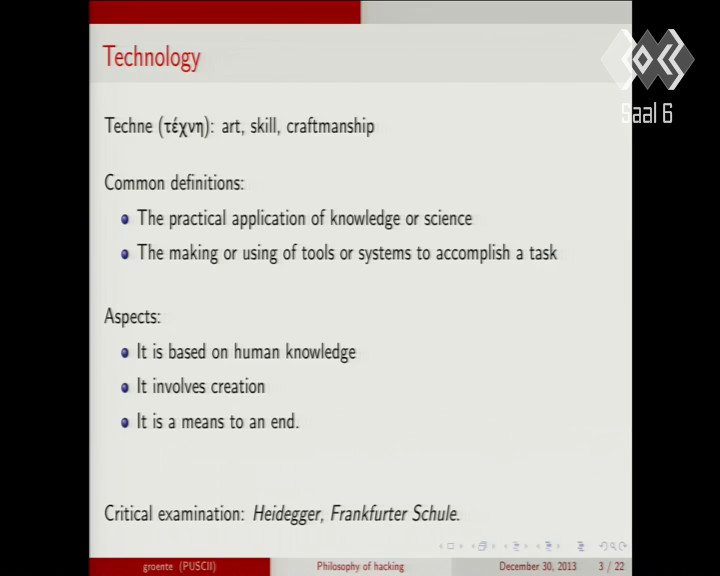 Technology
Saal 6
Techne (τέχνη): art, skill, craftmanship
Common definitions:
The practical application of knowledge or science
The making or using of tools or systems to accomplish a task
Aspects:
It is based on human knowledge
It involves creation
It is a means to an end.
Critical examination: Heidegger, Frankfurter Schule.
groente (PUSCII) Philosophy of hacking December 30, 2013 3 / 22